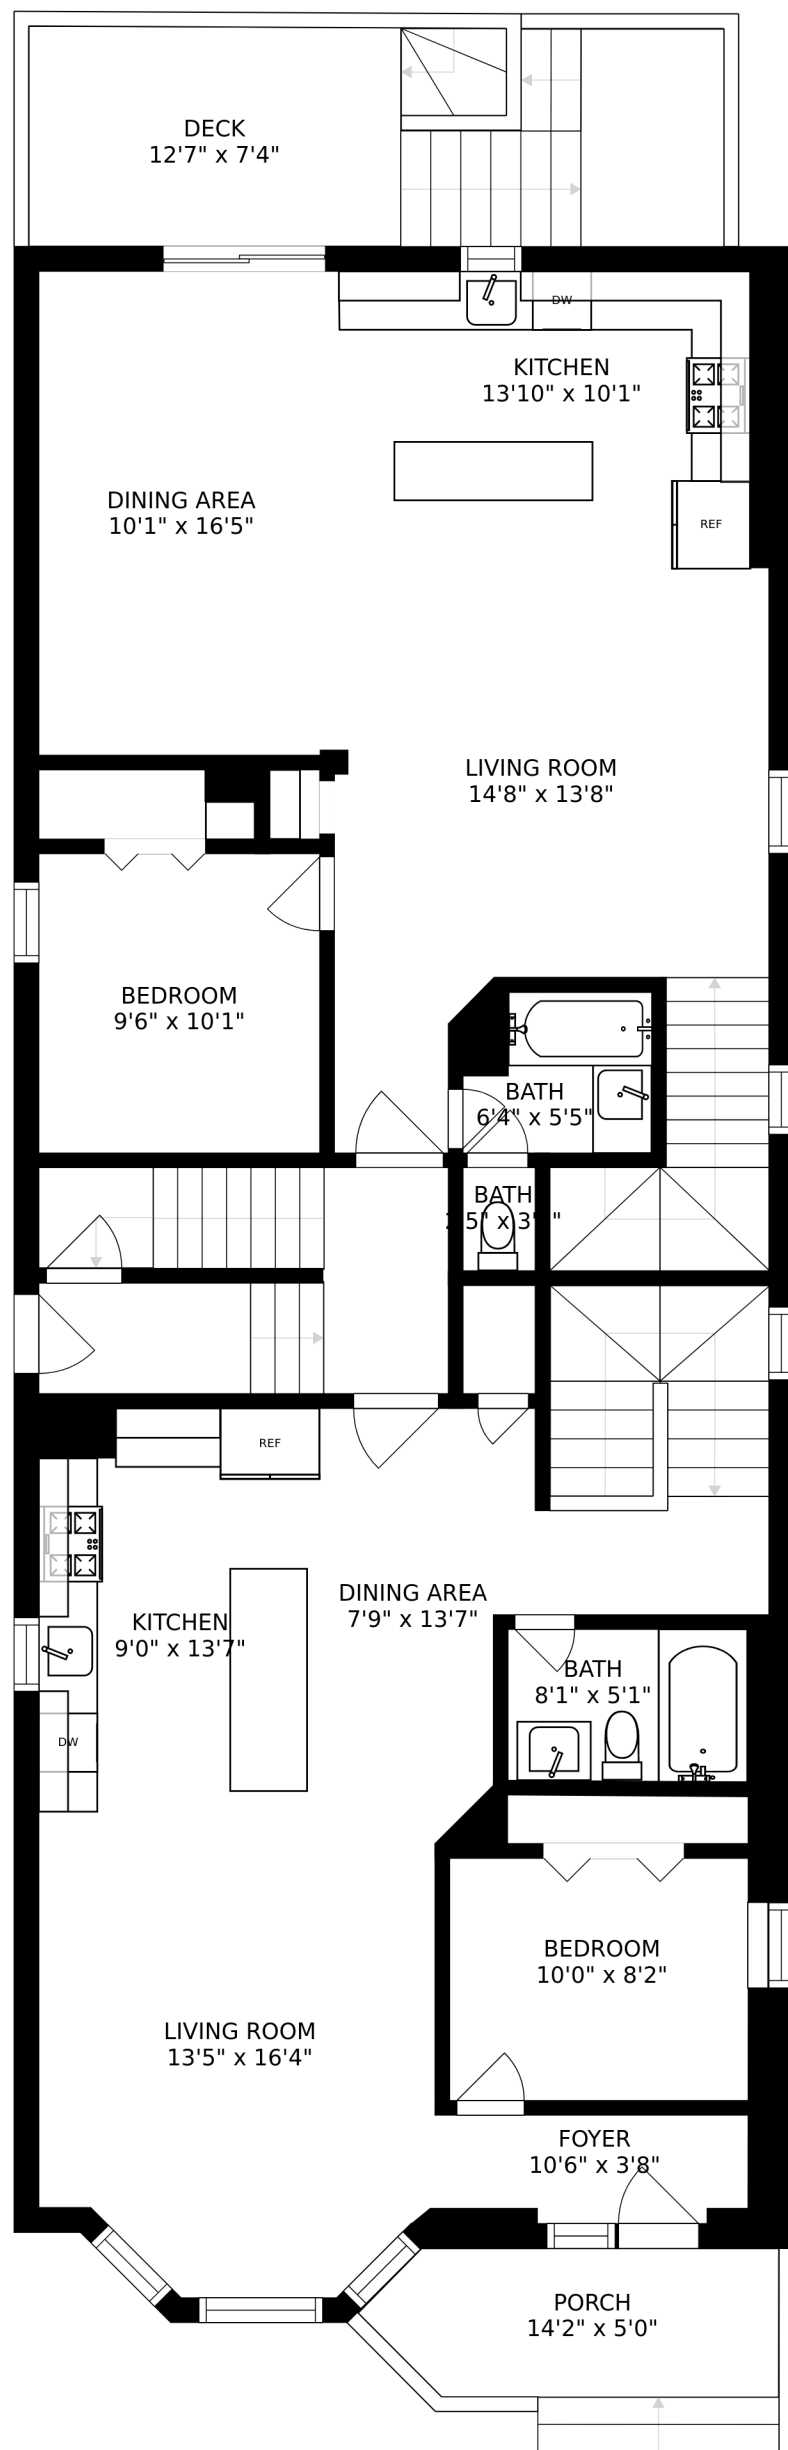 DECK
12'7" x 7'4"
DW
KITCHEN
13'10" x 10'1"
DINING AREA
10'1" x 16'5"
REF
LIVING ROOM
14'8" x 13'8"
BEDROOM
9'6" x 10'1"
BATH
6'4" x 5'5"
BATH
REF
DINING AREA
7'9" x 13'7"
KITCHEN
9'0" x 13'7"
BATH
8'1" x 5'1"
DW
BEDROOM
10'0" x 8'2"
LIVING ROOM
13'5" x 16'4"
FOYER
10'6" x 3'8"
PORCH
14'2" x 5'0"